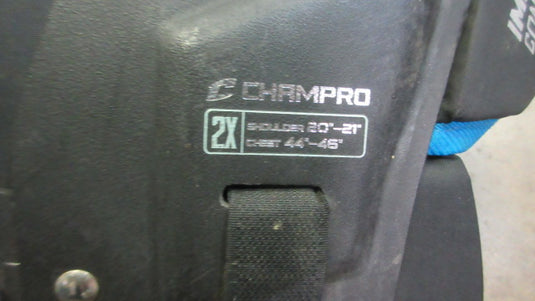 CHAMPRO
2X
SHOULDER 20"-21"
CHEST 44"-46"